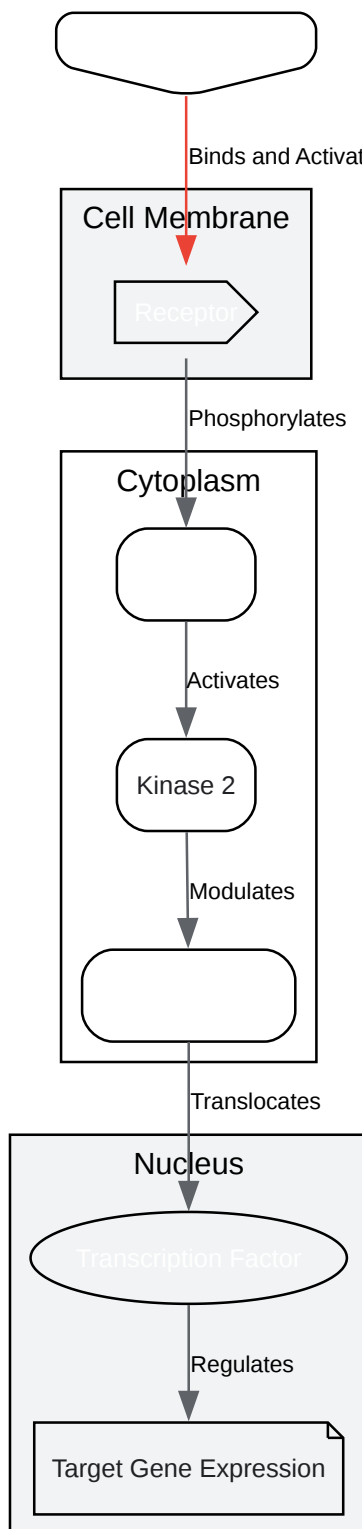 Binds and Activat
Cell Membrane
Receptor
Phosphorylates
Cytoplasm
Activates
Kinase 2
Modulates
Translocates
Nucleus
Transcription Factor
Regulates
Target Gene Expression